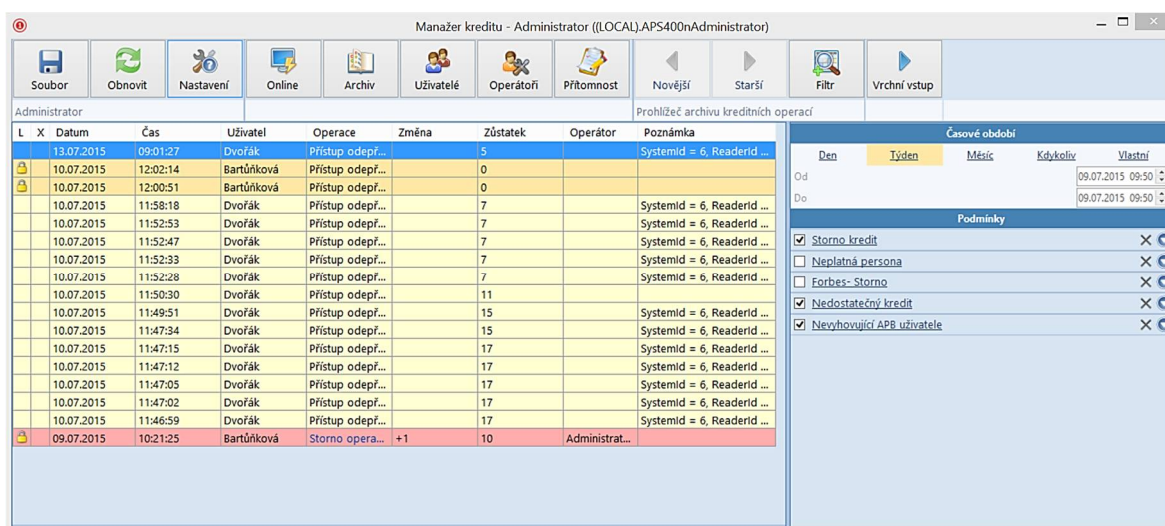 Manažer kreditu - Administrator ((LOCAL).APS400nAdministrator)
Soubor Obnovit Nastavení Online Archiv Uživatelé Operátoři Přítomnost Novější Starší Filtr Vrchní vstup
Administrator Prohlížeč archivu kreditních operací
L X Datum Čas Uživatel Operace Změna Zůstatek Operátor Poznámka
13.07.2015 09:01:27 Dvořák Přístup odepř... 5 SystemId = 6, ReaderId ...
10.07.2015 12:02:14 Bartůňková Přístup odepř... 0
10.07.2015 12:00:51 Bartůňková Přístup odepř... 0
10.07.2015 11:58:18 Dvořák Přístup odepř... 7 SystemId = 6, ReaderId ...
10.07.2015 11:52:53 Dvořák Přístup odepř... 7 SystemId = 6, ReaderId ...
10.07.2015 11:52:47 Dvořák Přístup odepř... 7 SystemId = 6, ReaderId ...
10.07.2015 11:52:33 Dvořák Přístup odepř... 7 SystemId = 6, ReaderId ...
10.07.2015 11:52:28 Dvořák Přístup odepř... 7 SystemId = 6, ReaderId ...
10.07.2015 11:50:30 Dvořák Přístup odepř... 11
10.07.2015 11:49:51 Dvořák Přístup odepř... 15 SystemId = 6, ReaderId ...
10.07.2015 11:47:34 Dvořák Přístup odepř... 15 SystemId = 6, ReaderId ...
10.07.2015 11:47:15 Dvořák Přístup odepř... 17 SystemId = 6, ReaderId ...
10.07.2015 11:47:12 Dvořák Přístup odepř... 17 SystemId = 6, ReaderId ...
10.07.2015 11:47:05 Dvořák Přístup odepř... 17 SystemId = 6, ReaderId ...
10.07.2015 11:47:02 Dvořák Přístup odepř... 17 SystemId = 6, ReaderId ...
10.07.2015 11:46:59 Dvořák Přístup odepř... 17 SystemId = 6, ReaderId ...
09.07.2015 10:21:25 Bartůňková Storno opera... +1 10 Administrat...
Časové období
Den Týden Měsíc Kdykoliv Vlastní
Od 09.07.2015 09:50
Do 09.07.2015 09:50
Podmínky
Storno kredit
Neplatná persona
Forbes- Storno
Nedostatečný kredit
Nevyhovující APB uživatele